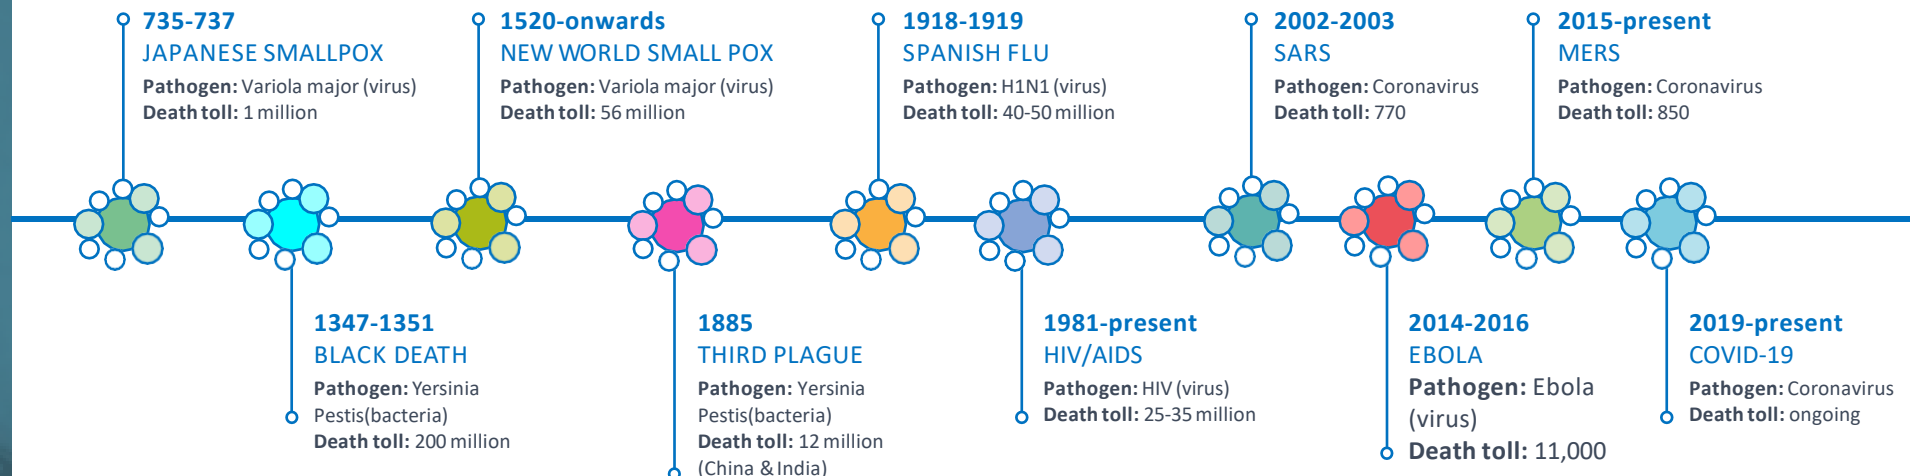 735-737
JAPANESE SMALLPOX
Pathogen: Variola major (virus)
Death toll: 1 million
1520-onwards
NEW WORLD SMALL POX
Pathogen: Variola major (virus)
Death toll: 56 million
1918-1919
SPANISH FLU
Pathogen: H1N1 (virus)
Death toll: 40-50 million
2002-2003
SARS
Pathogen: Coronavirus
Death toll: 770
2015-present
MERS
Pathogen: Coronavirus
Death toll: 850
1347-1351
BLACK DEATH
Pathogen: Yersinia
Pestis(bacteria)
Death toll: 200 million
1885
THIRD PLAGUE
Pathogen: Yersinia
Pestis(bacteria)
Death toll: 12 million
(China & India)
1981-present
HIV/AIDS
Pathogen: HIV (virus)
Death toll: 25-35 million
2014-2016
EBOLA
Pathogen: Ebola
(virus)
Death toll: 11,000
2019-present
COVID-19
Pathogen: Coronavirus
Death toll: ongoing